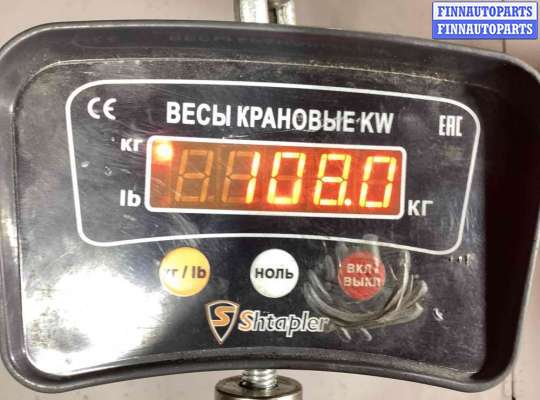 FINNAUTOPARTS
FINNAUTOPARTS
CE
ВЕСЫ КРАНОВЫЕ KW
EAC
кг
108.0
lb
КГ
кг / lb
НОЛЬ
ВКЛ
ВЫКЛ
Shtapler